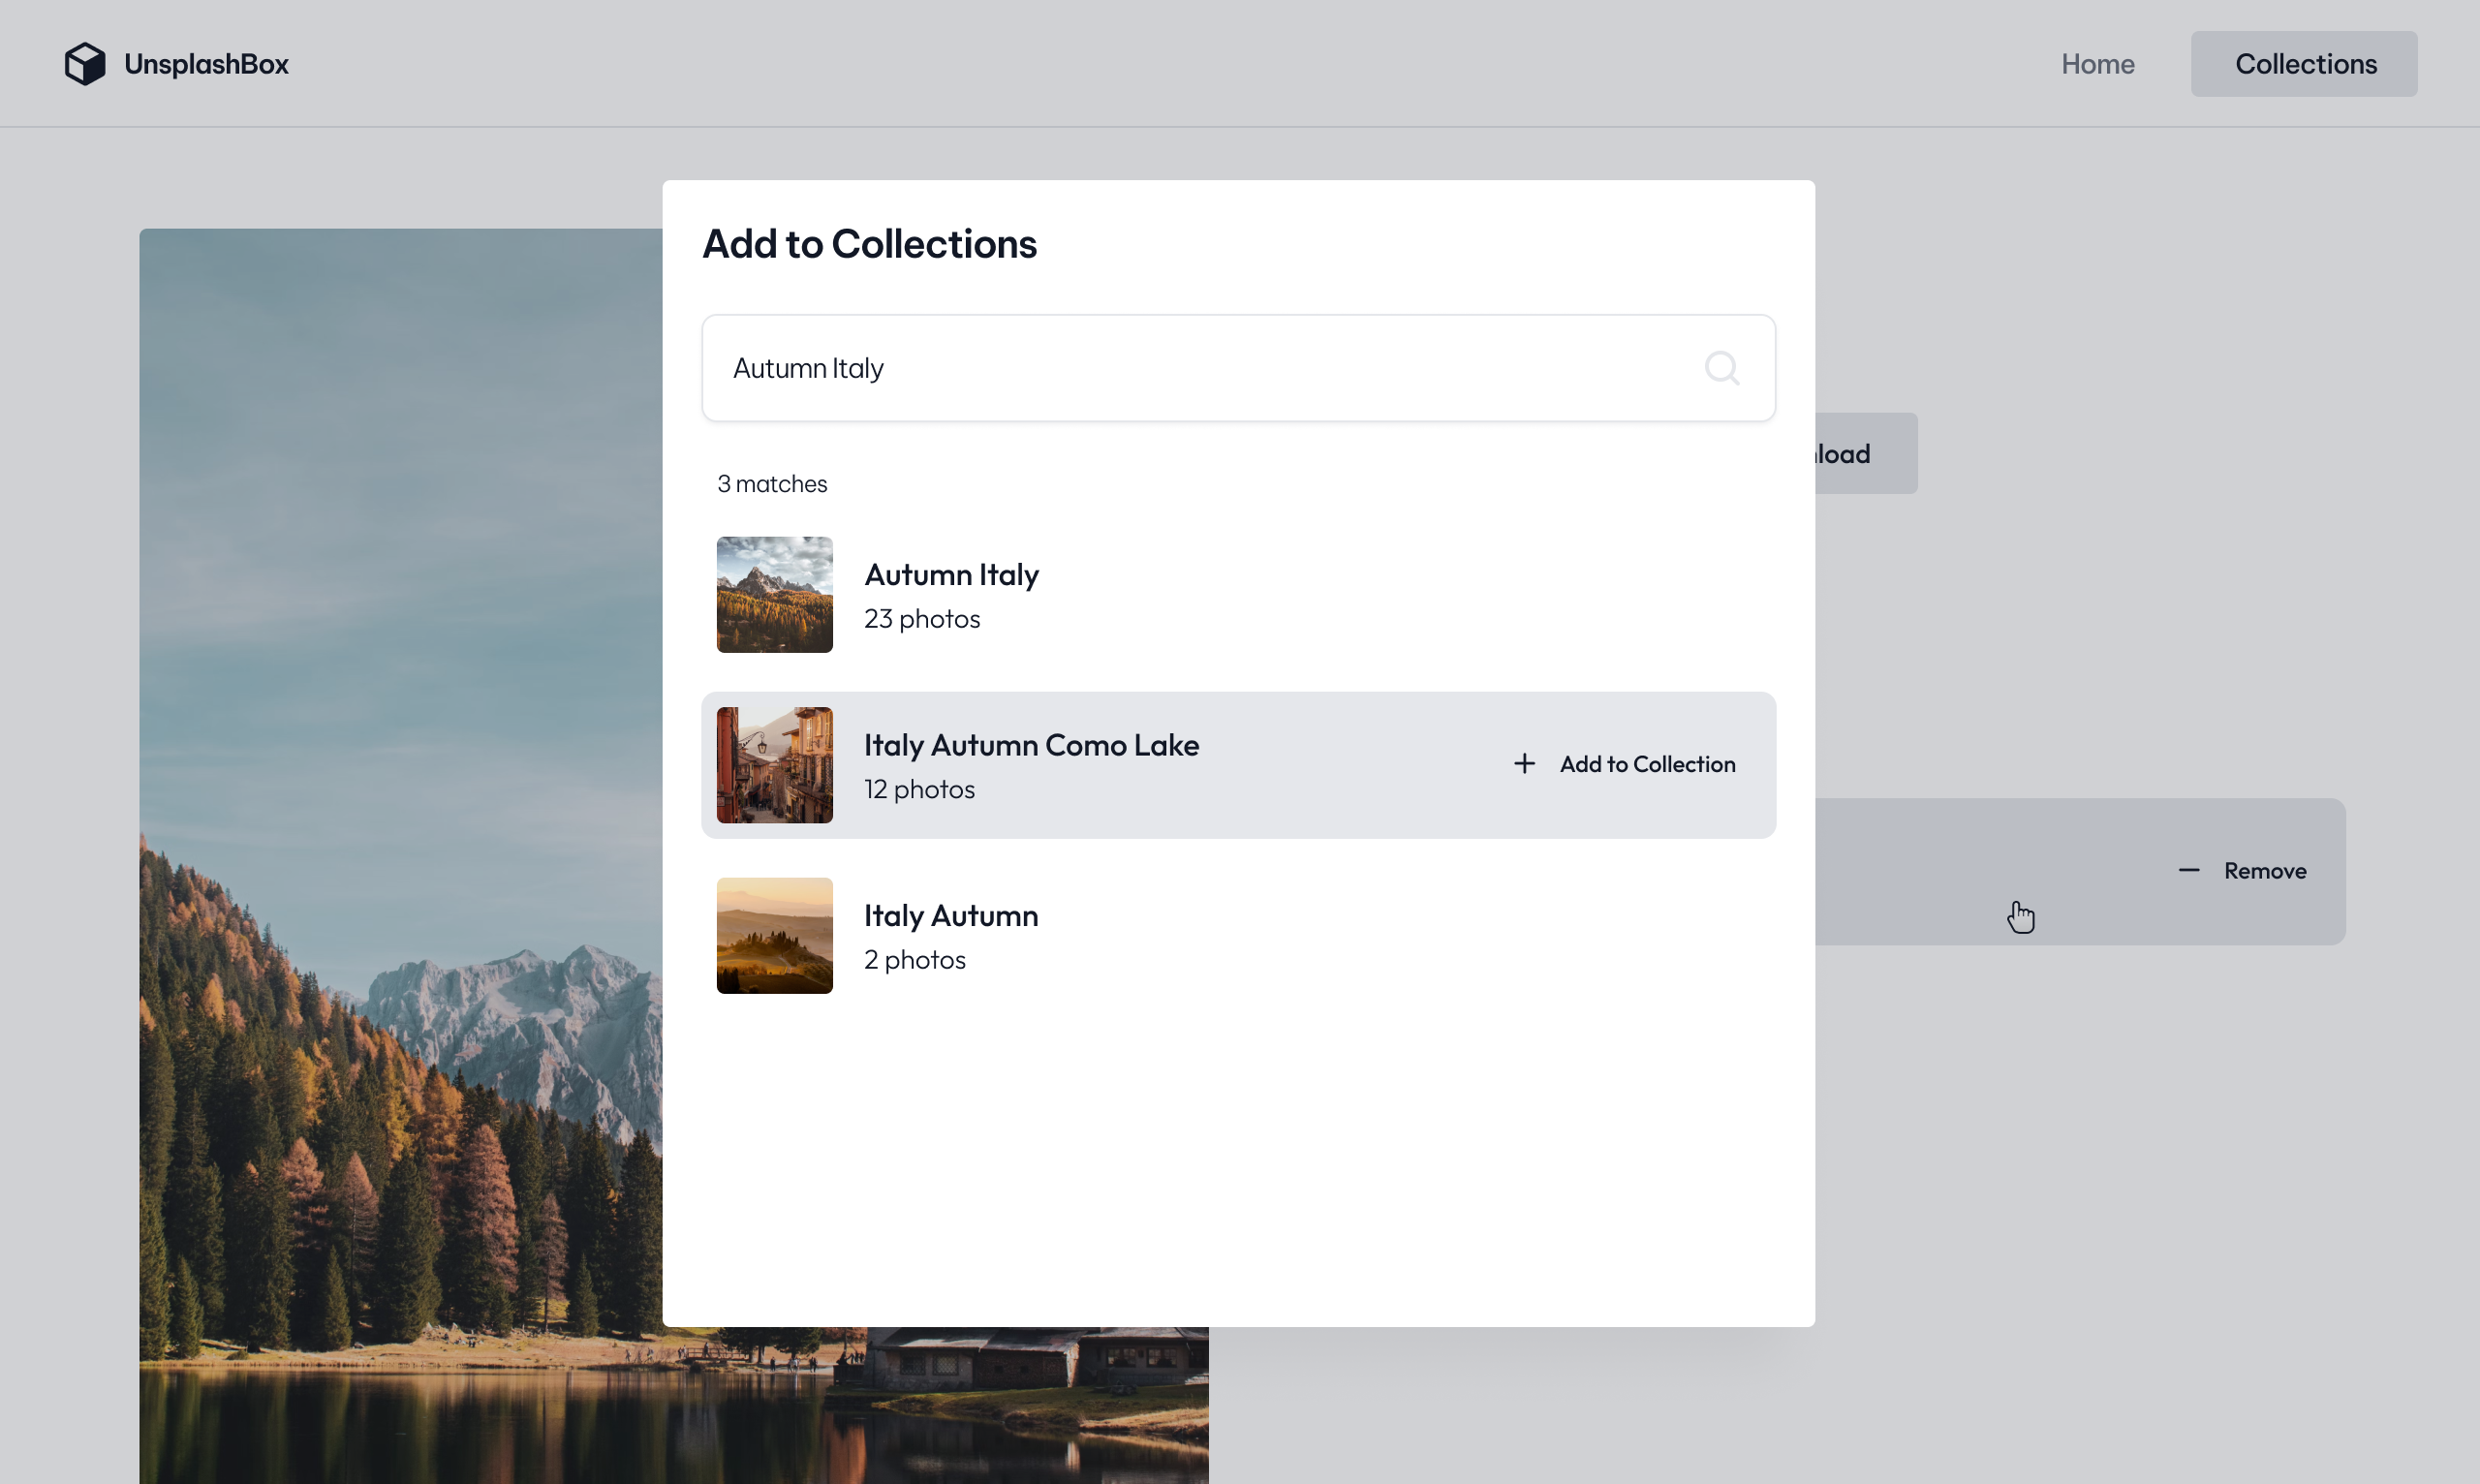 UnsplashBox
Home
Collections
Add to Collections
Autumn Italy
3 matches
Autumn Italy
23 photos
Italy Autumn Como Lake
12 photos
Add to Collection
Italy Autumn
2 photos
Remove